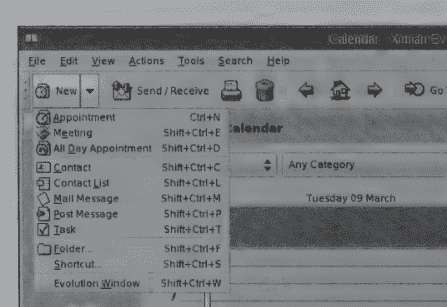 Calendar - Ximian Ev
File Edit View Actions Tools Search Help
New Send / Receive Go
Appointment Ctrl+N
Meeting Shift+Ctrl+E
All Day Appointment Shift+Ctrl+D
Contact Shift+Ctrl+C
Contact List Shift+Ctrl+L
Mail Message Shift+Ctrl+M
Post Message Shift+Ctrl+P
Task Shift+Ctrl+T
Folder... Shift+Ctrl+F
Shortcut... Shift+Ctrl+S
Evolution Window Shift+Ctrl+W
alendar
Any Category
Tuesday 09 March